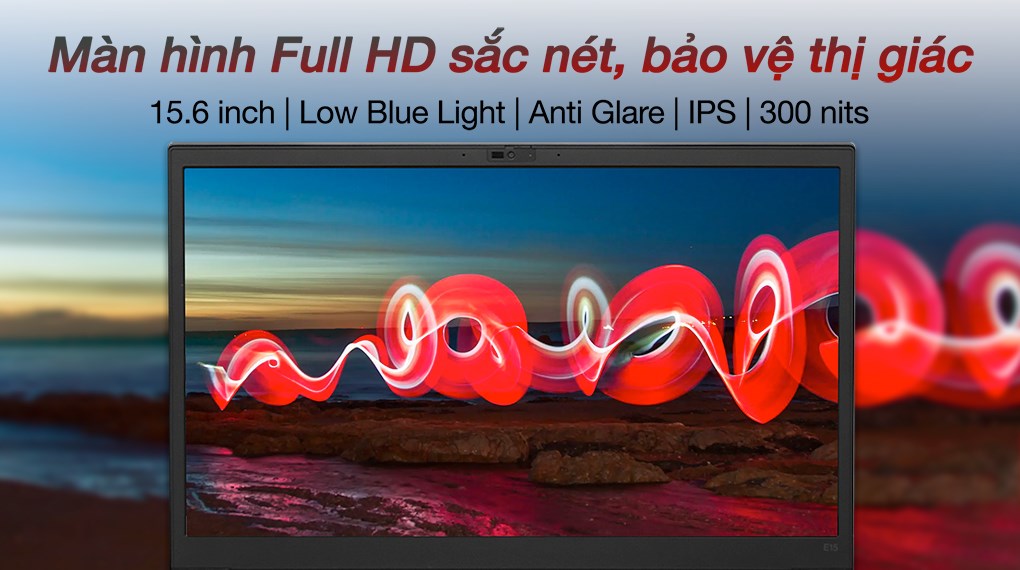 Màn hình Full HD sắc nét, bảo vệ thị giác
15.6 inch | Low Blue Light | Anti Glare | IPS | 300 nits
E15